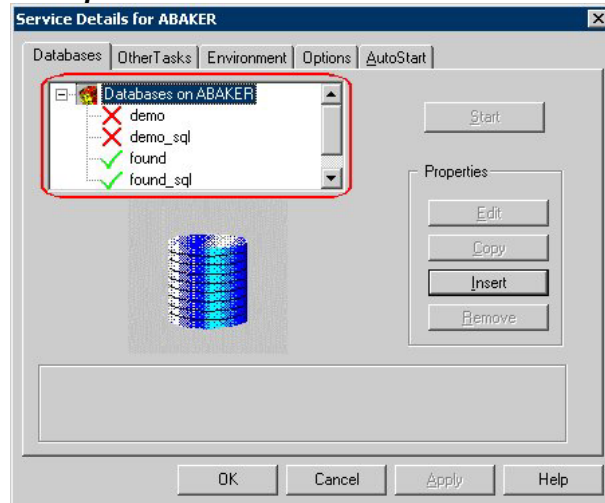 Service Details for ABAKER
Databases OtherTasks Environment Options AutoStart
Databases on ABAKER
demo
demo_sql
found
found_sql
Start
Properties
Edit
Copy
Insert
Remove
OK Cancel Apply Help